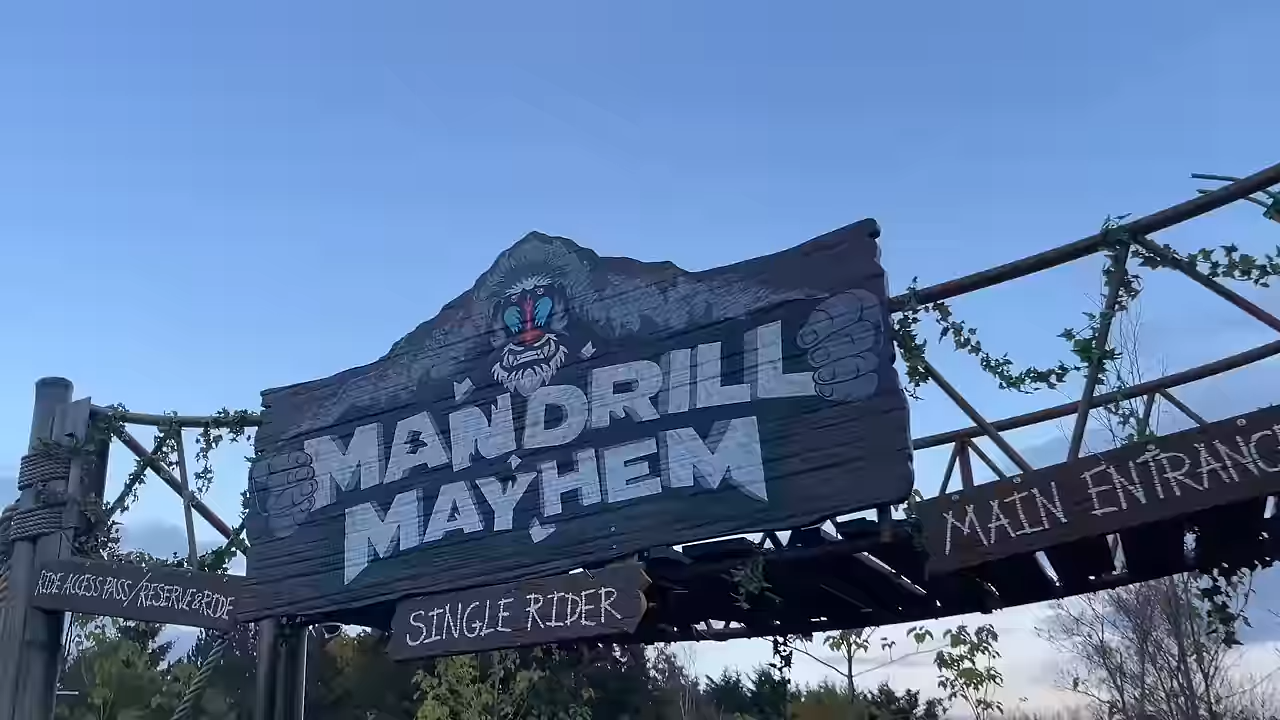 MANDRILL
MAYHEM
RIDE ACCESS PASS/RESERVE&RIDE
SINGLE RIDER
MAIN ENTRANCE